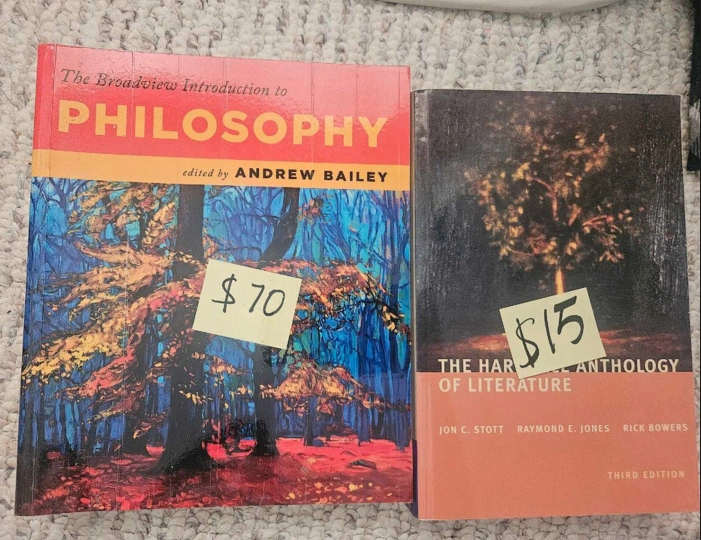 The Broadview Introduction to
PHILOSOPHY
edited by ANDREW BAILEY
$70
$15
THE ANTHOLOGY
OF LITERATURE
JON C. STOTT RAYMOND E. JONES RICK BOWERS
THIRD EDITION